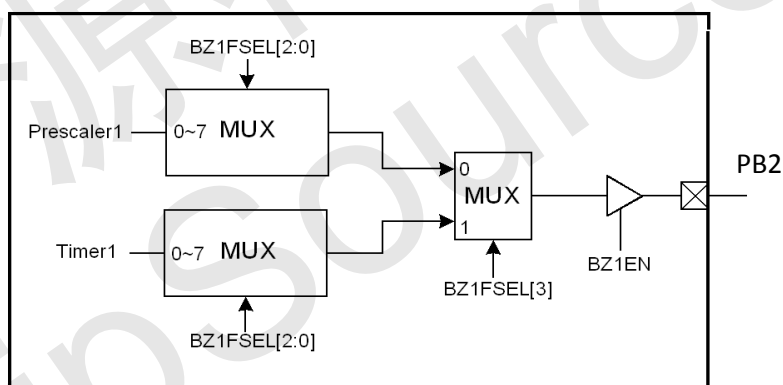 BZ1FSEL[2:0]
Prescaler1
0~7 MUX
0
MUX
1
PB2
Timer1
0~7 MUX
BZ1EN
BZ1FSEL[3]
BZ1FSEL[2:0]